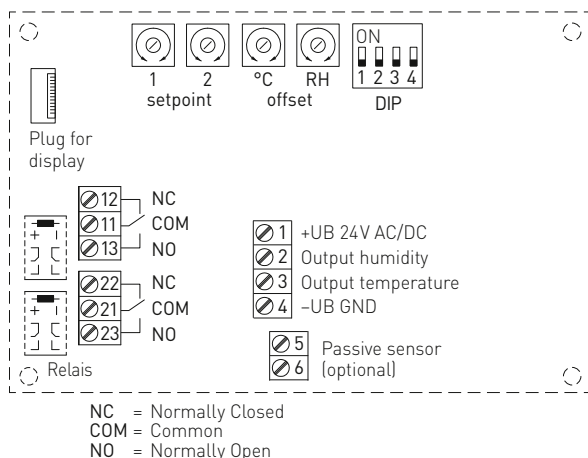 ON
1 2 °C RH 1 2 3 4
setpoint offset DIP
Plug for
display
12 NC
11 COM
13 NO
22 NC
21 COM
23 NO
+ –
+ –
Relais
1 +UB 24V AC/DC
2 Output humidity
3 Output temperature
4 –UB GND
5 Passive sensor
6 (optional)
NC = Normally Closed
COM = Common
NO = Normally Open